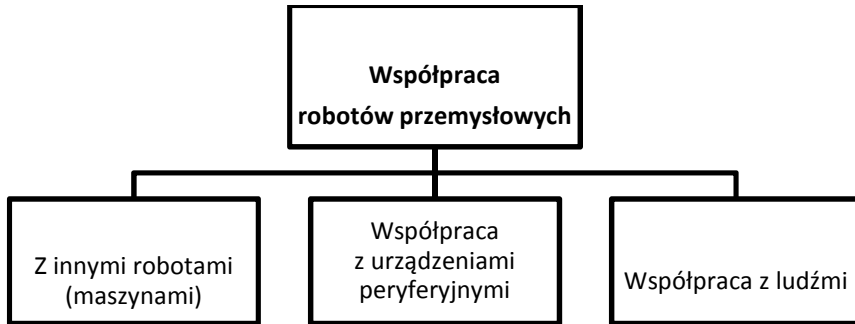 Współpraca
robotów przemysłowych
Z innymi robotami
(maszynami)
Współpraca
z urządzeniami
peryferyjnymi
Współpraca z ludźmi